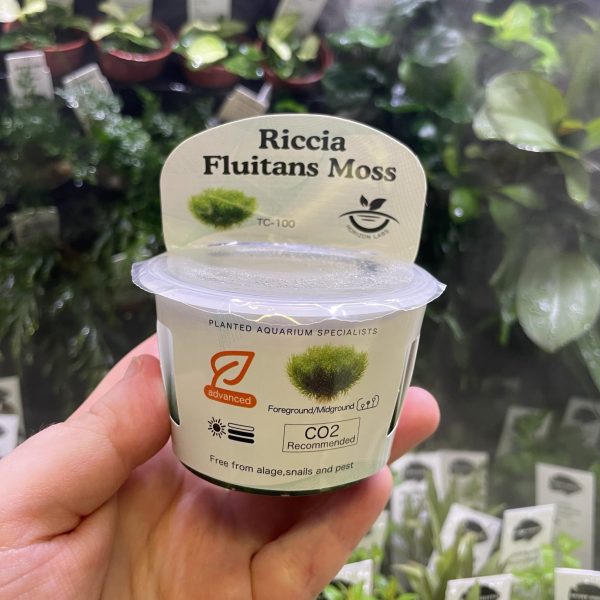 Riccia
Fluitans Moss
TC-100
HORIZON LABS
PLANTED AQUARIUM SPECIALISTS
advanced
Foreground/Midground
CO2
Recommended
Free from alage,snails and pest